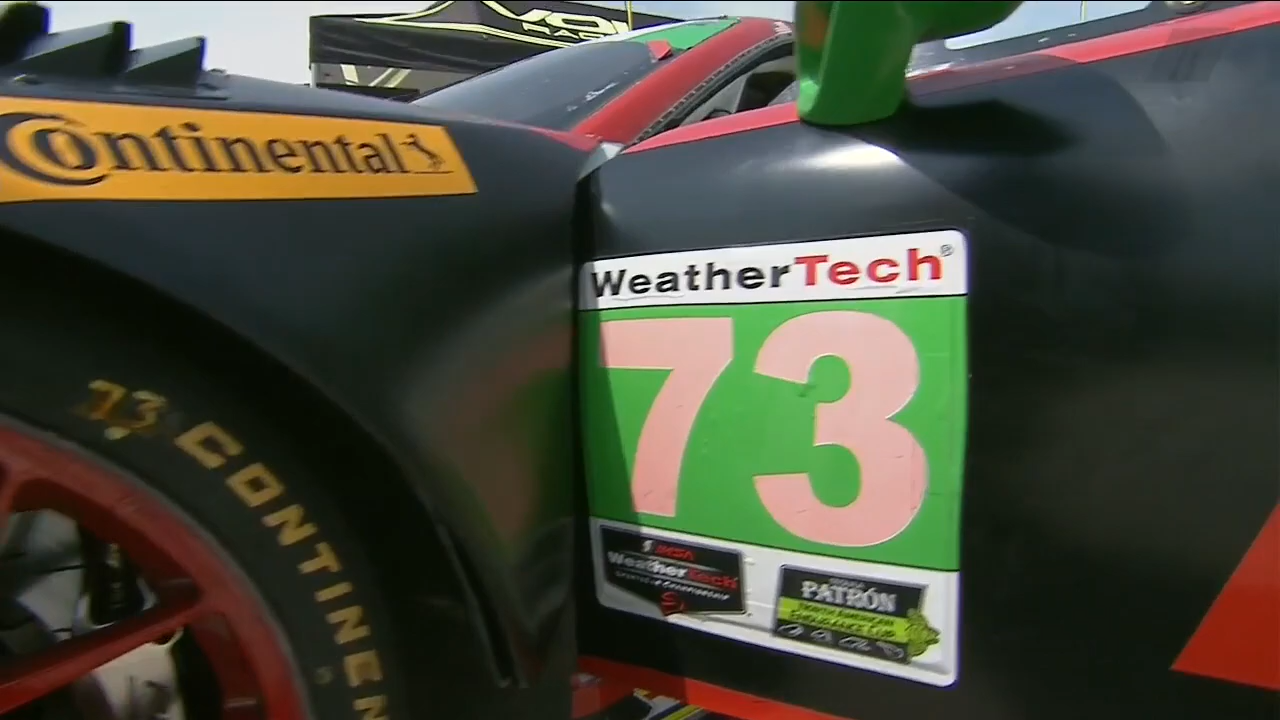 Continental
WeatherTech®
73
73 CONTINEN
IMSA
WeatherTech
PATRÓN